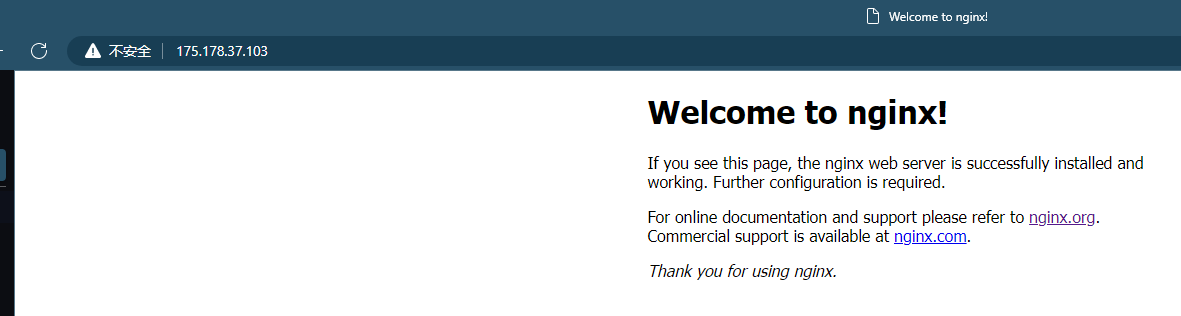 Welcome to nginx!
不安全 175.178.37.103
Welcome to nginx!
If you see this page, the nginx web server is successfully installed and
working. Further configuration is required.
For online documentation and support please refer to nginx.org.
Commercial support is available at nginx.com.
Thank you for using nginx.